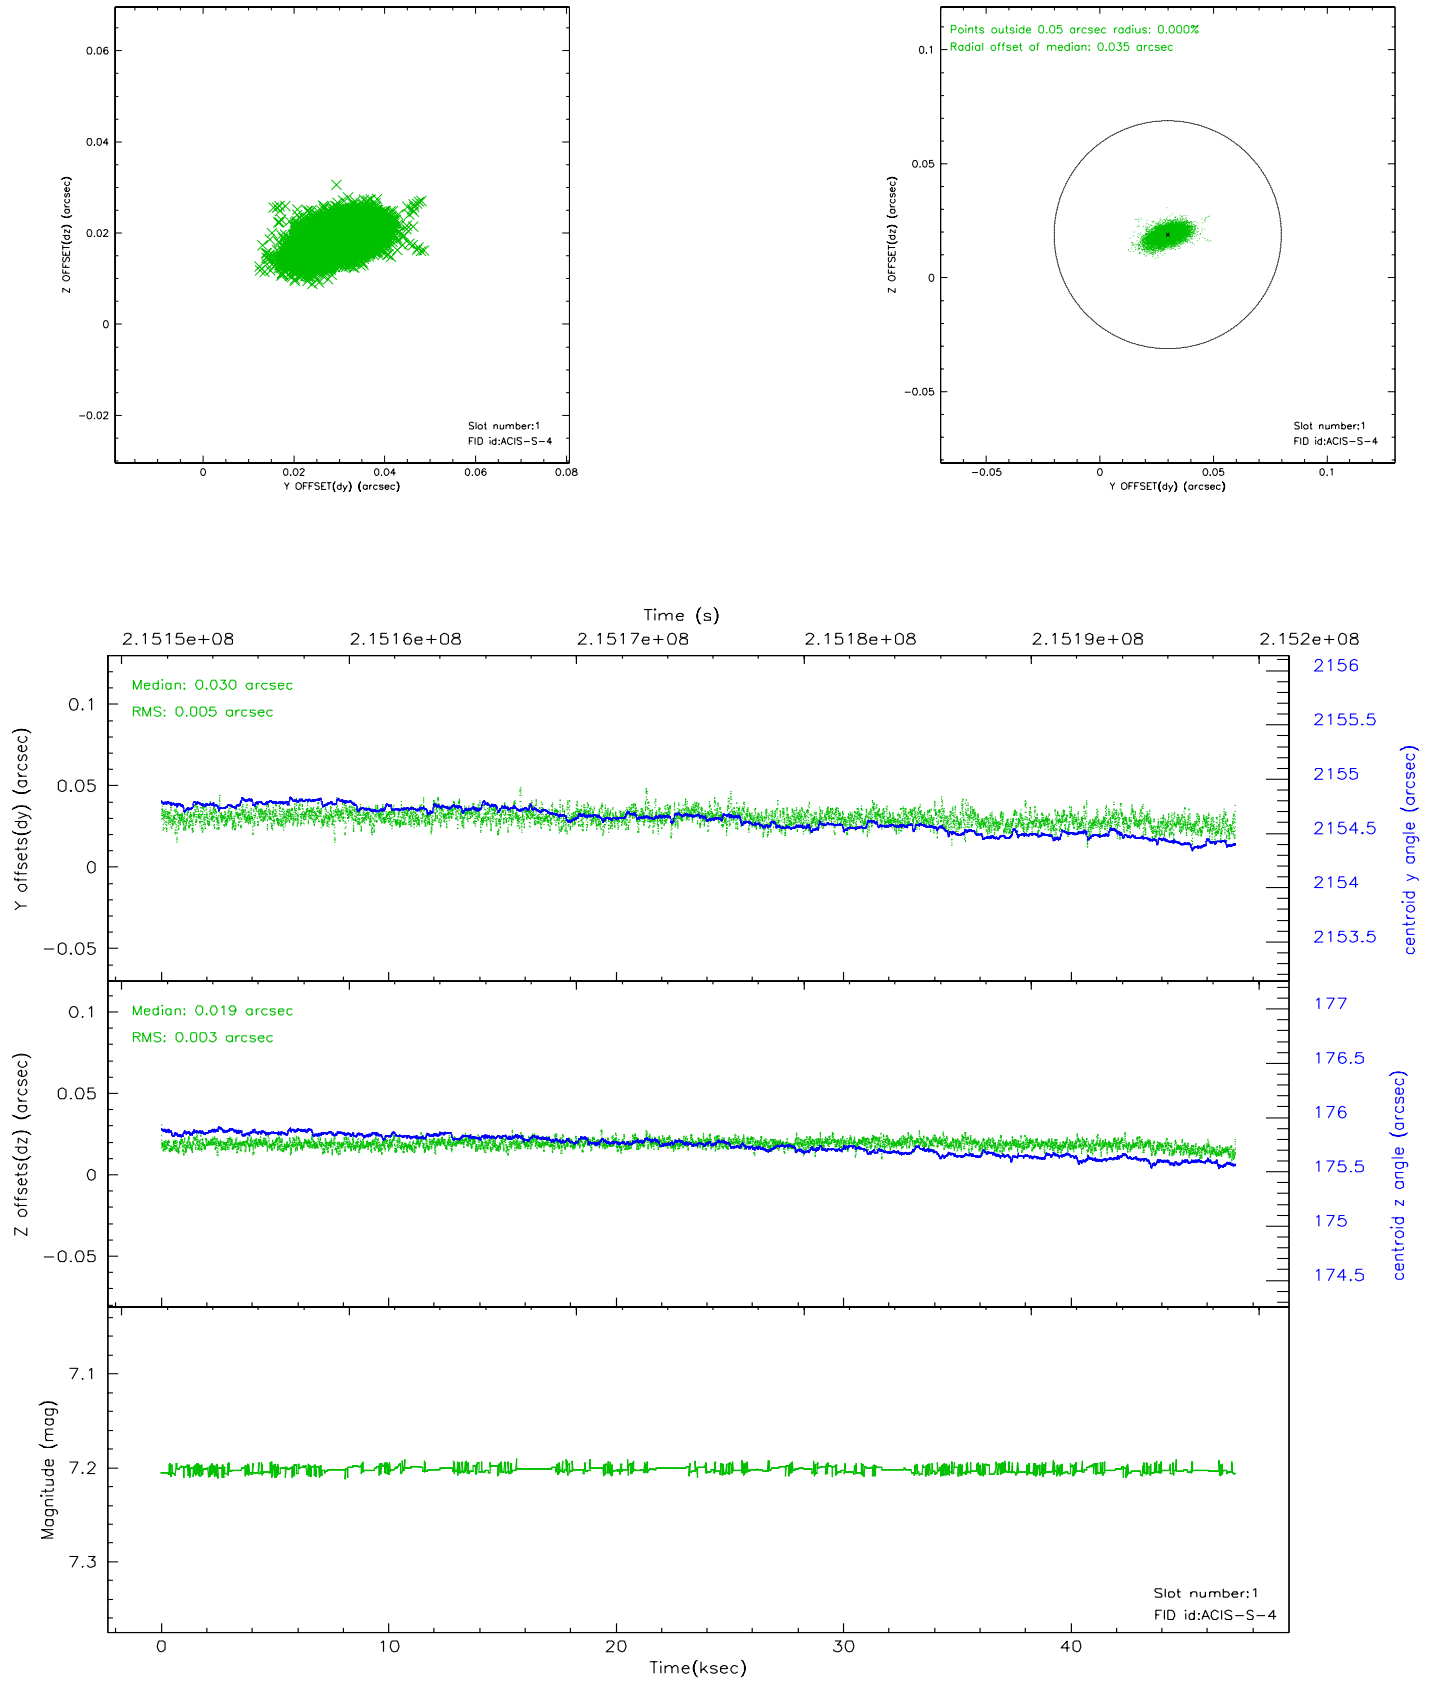 0.06
0.04
0.02
0
−0.02
Z OFFSET(dz) (arcsec)
Slot number:1
FID id:ACIS−S−4
0 0.02 0.04 0.06 0.08
Y OFFSET(dy) (arcsec)
Points outside 0.05 arcsec radius: 0.000%
Radial offset of median: 0.035 arcsec
0.1
0.05
0
−0.05
Z OFFSET(dz) (arcsec)
Slot number:1
FID id:ACIS−S−4
−0.05 0 0.05 0.1
Y OFFSET(dy) (arcsec)
Time (s)
2.1515e+08 2.1516e+08 2.1517e+08 2.1518e+08 2.1519e+08 2.152e+08
Median: 0.030 arcsec
RMS: 0.005 arcsec
0.1
0.05
0
−0.05
Y offsets(dy) (arcsec)
2156
2155.5
2155
2154.5
2154
2153.5
centroid y angle (arcsec)
Median: 0.019 arcsec
RMS: 0.003 arcsec
0.1
0.05
0
−0.05
Z offsets(dz) (arcsec)
177
176.5
176
175.5
175
174.5
centroid z angle (arcsec)
7.1
7.2
7.3
Magnitude (mag)
Slot number:1
FID id:ACIS−S−4
0 10 20 30 40
Time(ksec)